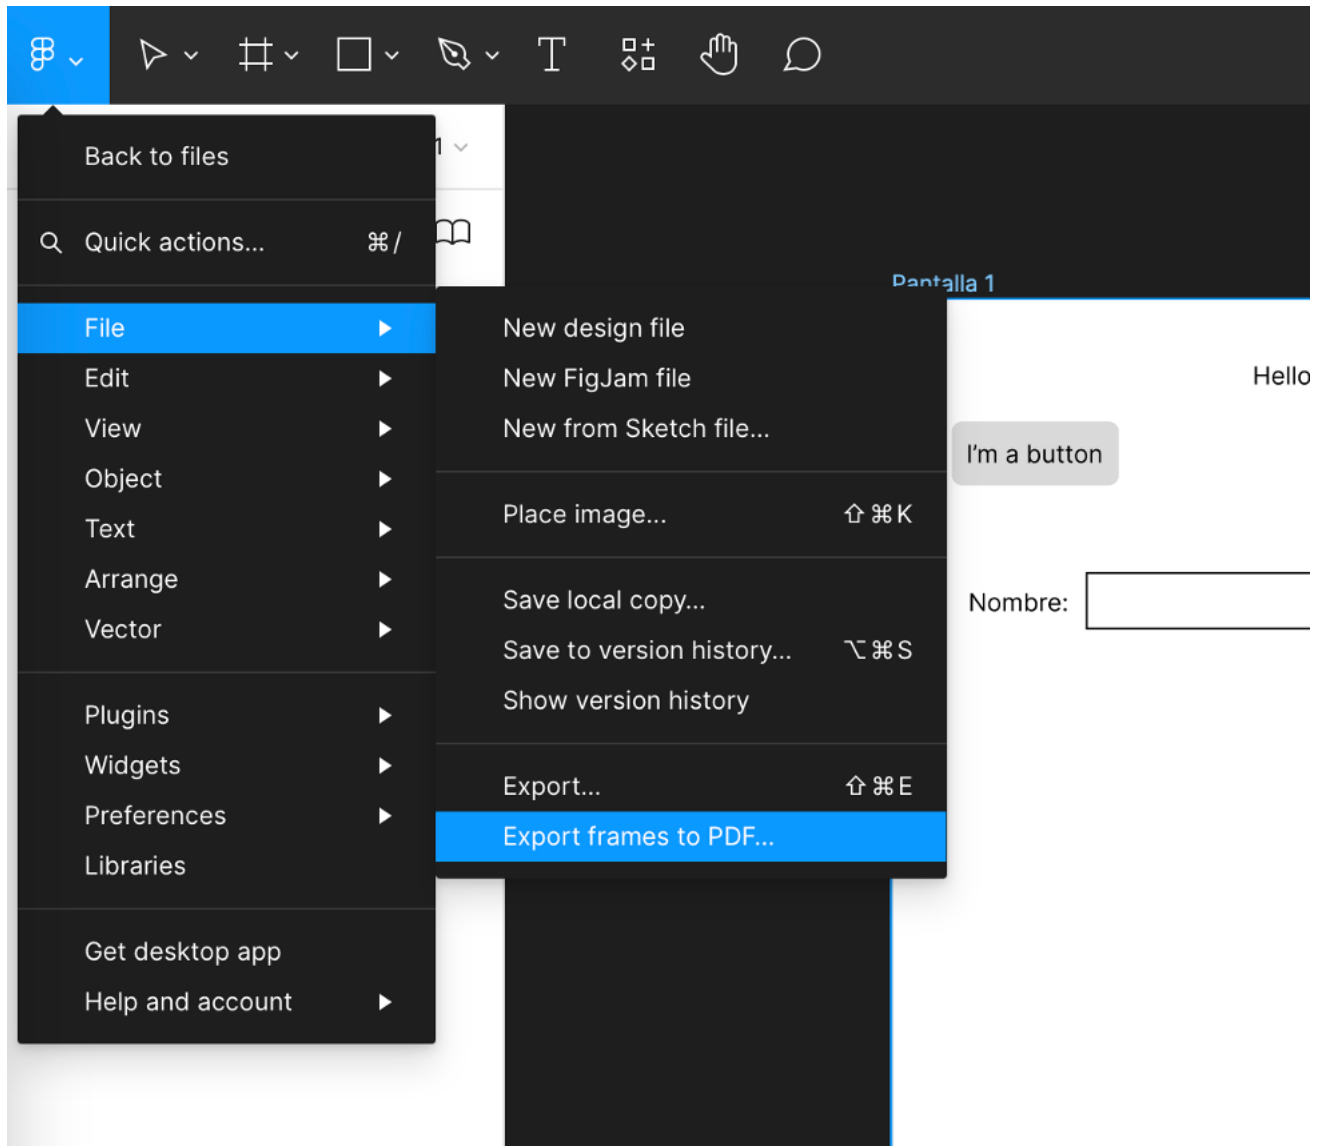 1
Back to files
Quick actions... ⌘/
Pantalla 1
File
Edit
View
Object
Text
Arrange
Vector
Plugins
Widgets
Preferences
Libraries
Get desktop app
Help and account
New design file
New FigJam file
New from Sketch file...
Place image... ⇧⌘K
Save local copy...
Save to version history... ⌥⌘S
Show version history
Export... ⇧⌘E
Export frames to PDF...
Hello
I'm a button
Nombre: